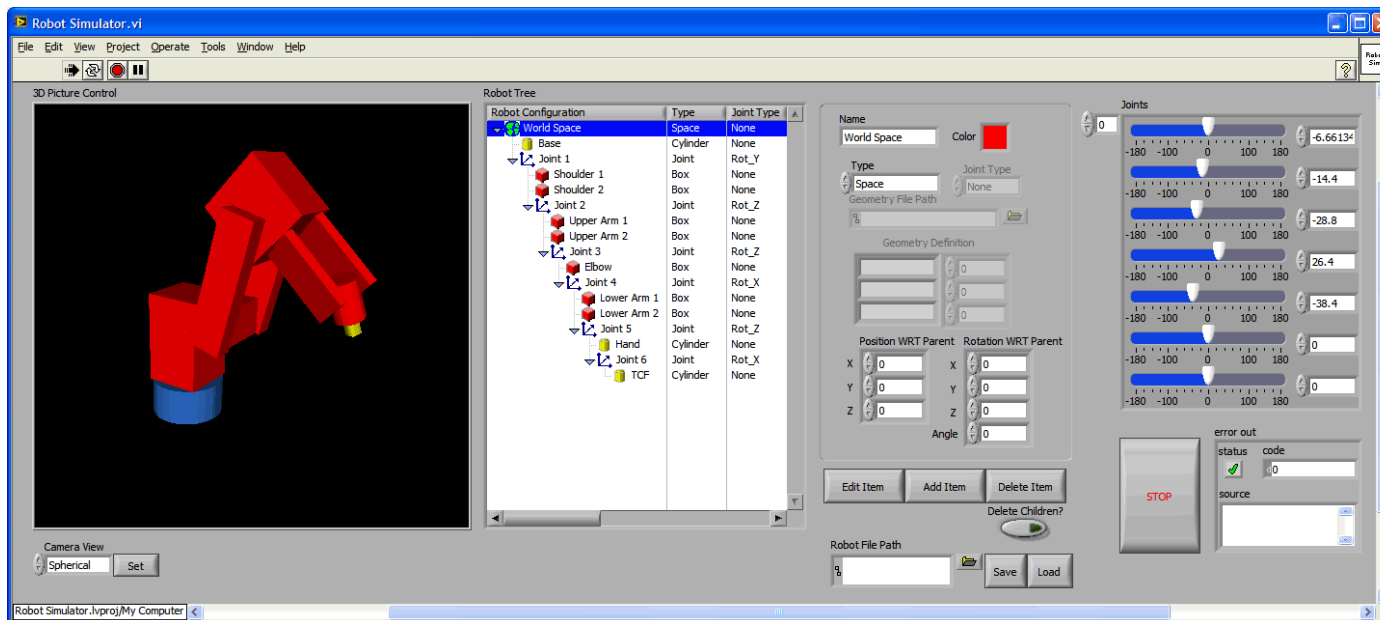 Robot Simulator.vi
File Edit View Project Operate Tools Window Help
3D Picture Control
Robot Tree
Robot Configuration Type Joint Type
World Space Space None
Base Cylinder None
Joint 1 Joint Rot_Y
Shoulder 1 Box None
Shoulder 2 Box None
Joint 2 Joint Rot_Z
Upper Arm 1 Box None
Upper Arm 2 Box None
Joint 3 Joint Rot_Z
Elbow Box None
Joint 4 Joint Rot_X
Lower Arm 1 Box None
Lower Arm 2 Box None
Joint 5 Joint Rot_Z
Hand Cylinder None
Joint 6 Joint Rot_X
TCF Cylinder None
Camera View
Spherical Set
Name
World Space Color
Type Joint Type
Space None
Geometry File Path
Geometry Definition
0
0
0
Position WRT Parent Rotation WRT Parent
X 0 X 0
Y 0 Y 0
Z 0 Z 0
Angle 0
Edit Item Add Item Delete Item
Delete Children?
Robot File Path
Save Load
Joints
0
-6.66134
-180 -100 0 100 180
-14.4
-180 -100 0 100 180
-28.8
-180 -100 0 100 180
26.4
-180 -100 0 100 180
-38.4
-180 -100 0 100 180
0
-180 -100 0 100 180
0
-180 -100 0 100 180
STOP
error out
status code
0
source
Robot Simulator.lvproj/My Computer